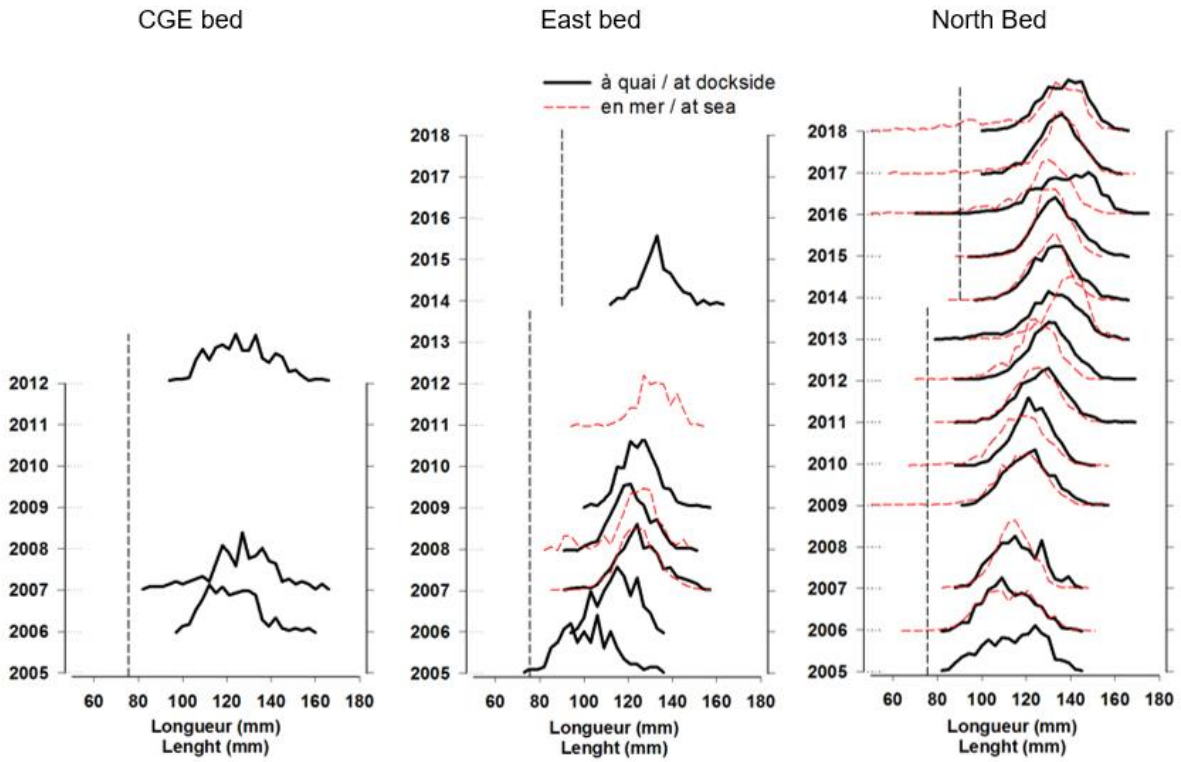 CGE bed
East bed
North Bed
à quai / at dockside
en mer / at sea
2012
2011
2010
2009
2008
2007
2006
2005
60 80 100 120 140 160 180
Longueur (mm)
Lenght (mm)
2018
2017
2016
2015
2014
2013
2012
2011
2010
2009
2008
2007
2006
2005
60 80 100 120 140 160 180
Longueur (mm)
Lenght (mm)
2018
2017
2016
2015
2014
2013
2012
2011
2010
2009
2008
2007
2006
2005
60 80 100 120 140 160 180
Longueur (mm)
Lenght (mm)